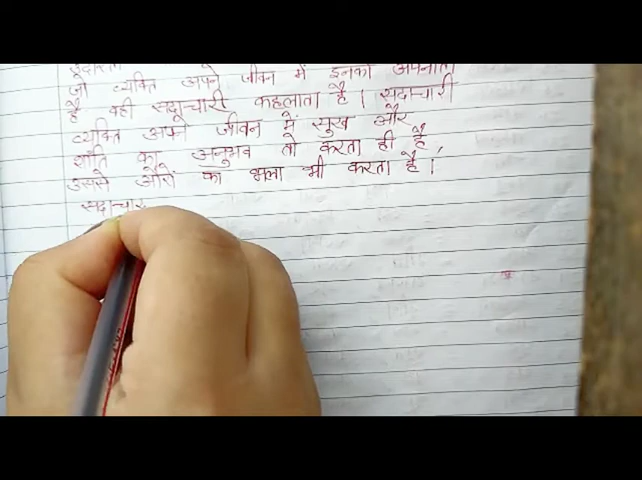 जो व्यक्ति अपने जीवन में इनको अपनाता
है वही सदाचारी कहलाता है। सदाचारी
व्यक्ति अपने जीवन में सुख और
शांति का अनुभव तो करता ही है,
उससे औरों का भला भी करता है।
सदाचार